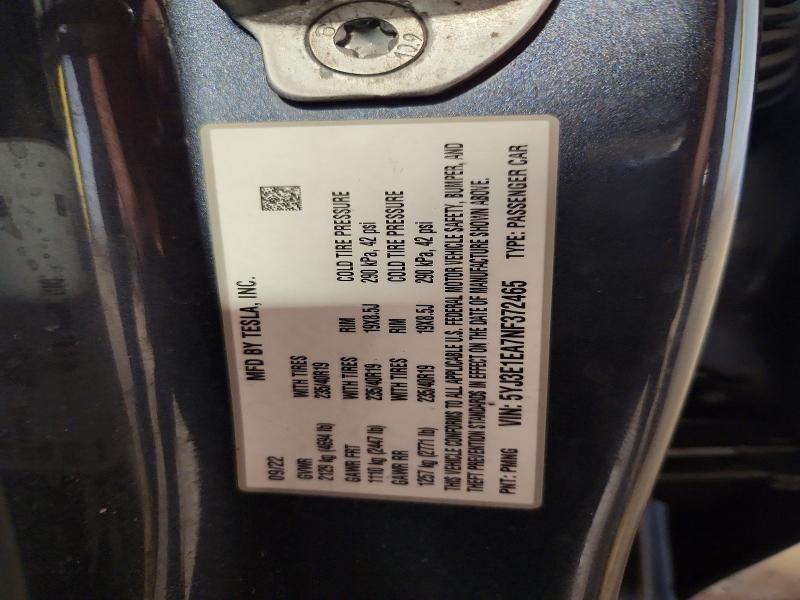 10.9
MFD BY TESLA, INC.
09/22
GVWR WITH TIRES RIM COLD TIRE PRESSURE
2129 kg (4694 lb) 235/40R19 19X8.5J 290 kPa, 42 psi
GAWR FRT WITH TIRES RIM COLD TIRE PRESSURE
1110 kg (2447 lb) 235/40R19 19X8.5J 290 kPa, 42 psi
GAWR RR
1257 kg (2771 lb) 235/40R19
THIS VEHICLE CONFORMS TO ALL APPLICABLE U.S. FEDERAL MOTOR VEHICLE SAFETY, BUMPER, AND
THEFT PREVENTION STANDARDS IN EFFECT ON THE DATE OF MANUFACTURE SHOWN ABOVE.
VIN: 5YJ3E1EA7NF372465 TYPE: PASSENGER CAR
PNT: PMNG